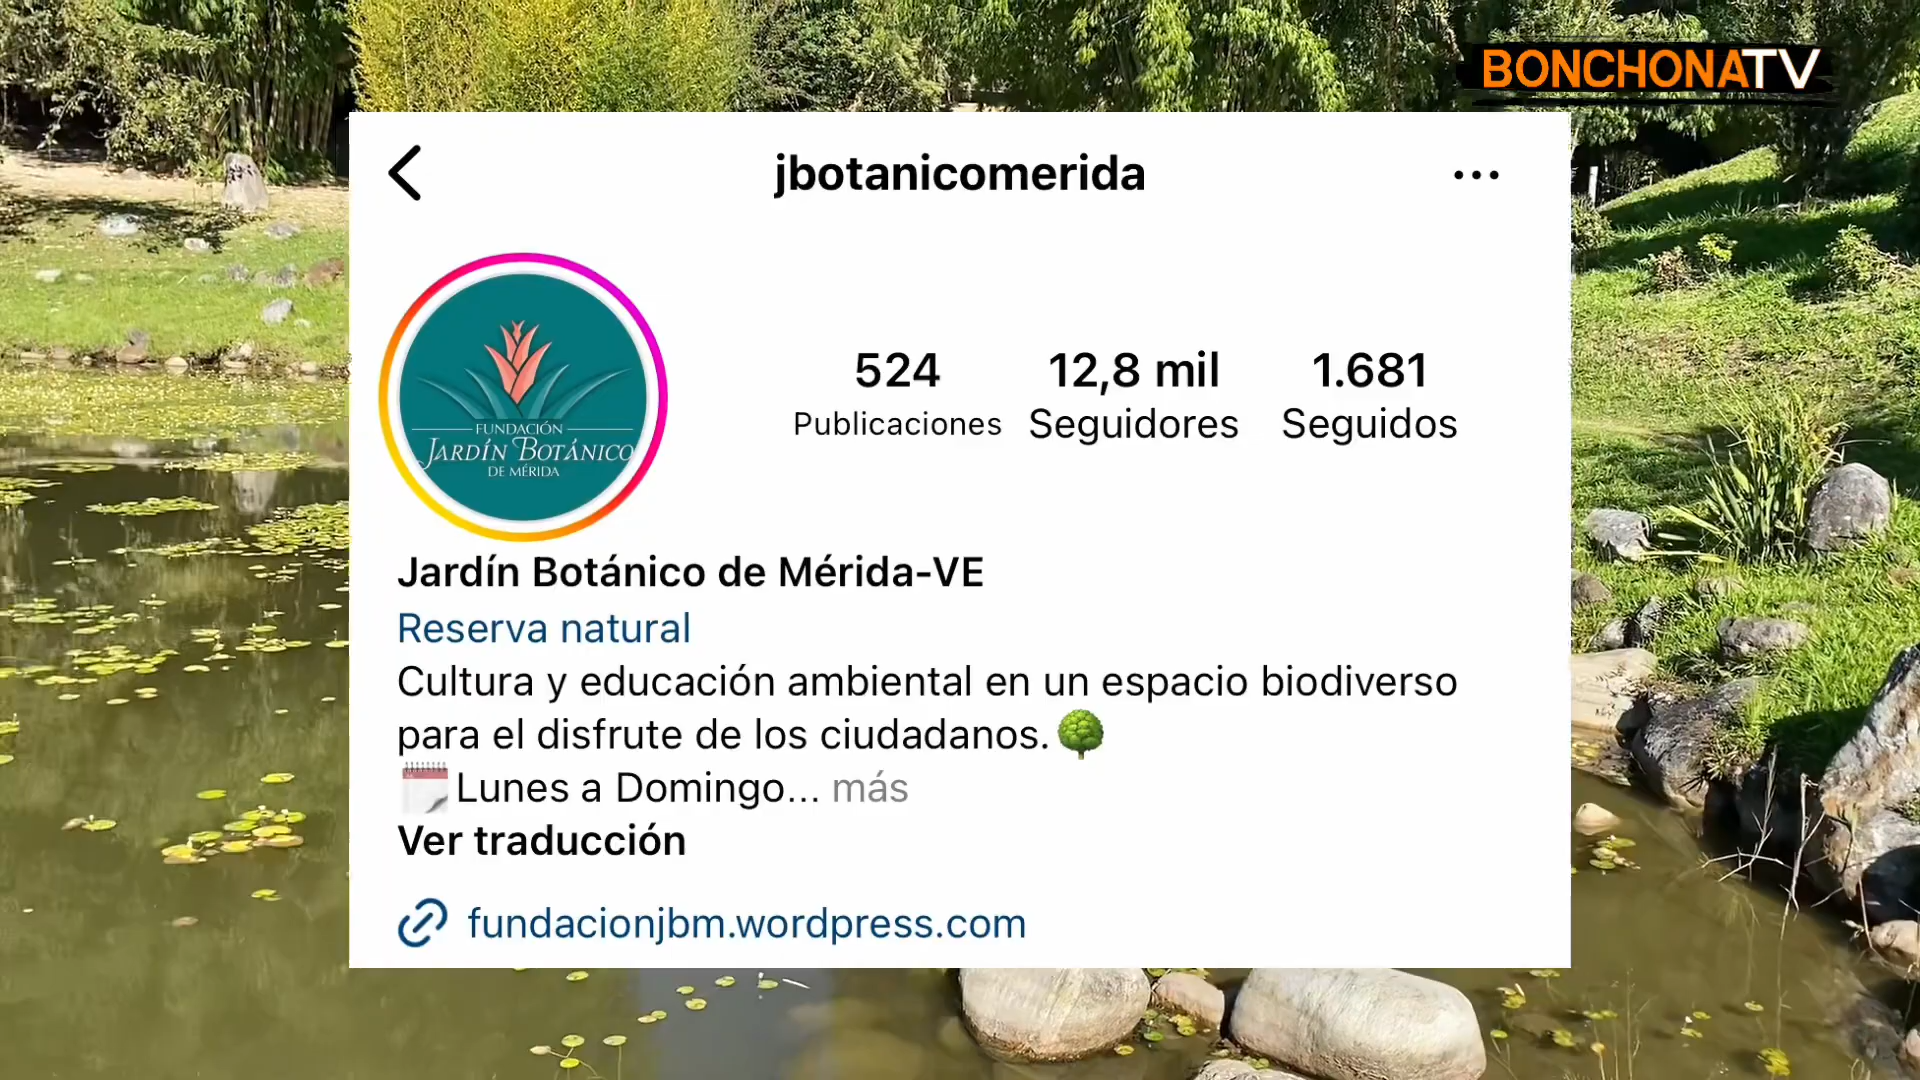 BONCHONATV
jbotanicomerida
524
12,8 mil
1.681
Publicaciones
Seguidores
Seguidos
FUNDACIÓN
JARDÍN BOTÁNICO
DE MÉRIDA
Jardín Botánico de Mérida-VE
Reserva natural
Cultura y educación ambiental en un espacio biodiverso
para el disfrute de los ciudadanos.🌳
🗓️Lunes a Domingo... más
Ver traducción
fundacionjbm.wordpress.com